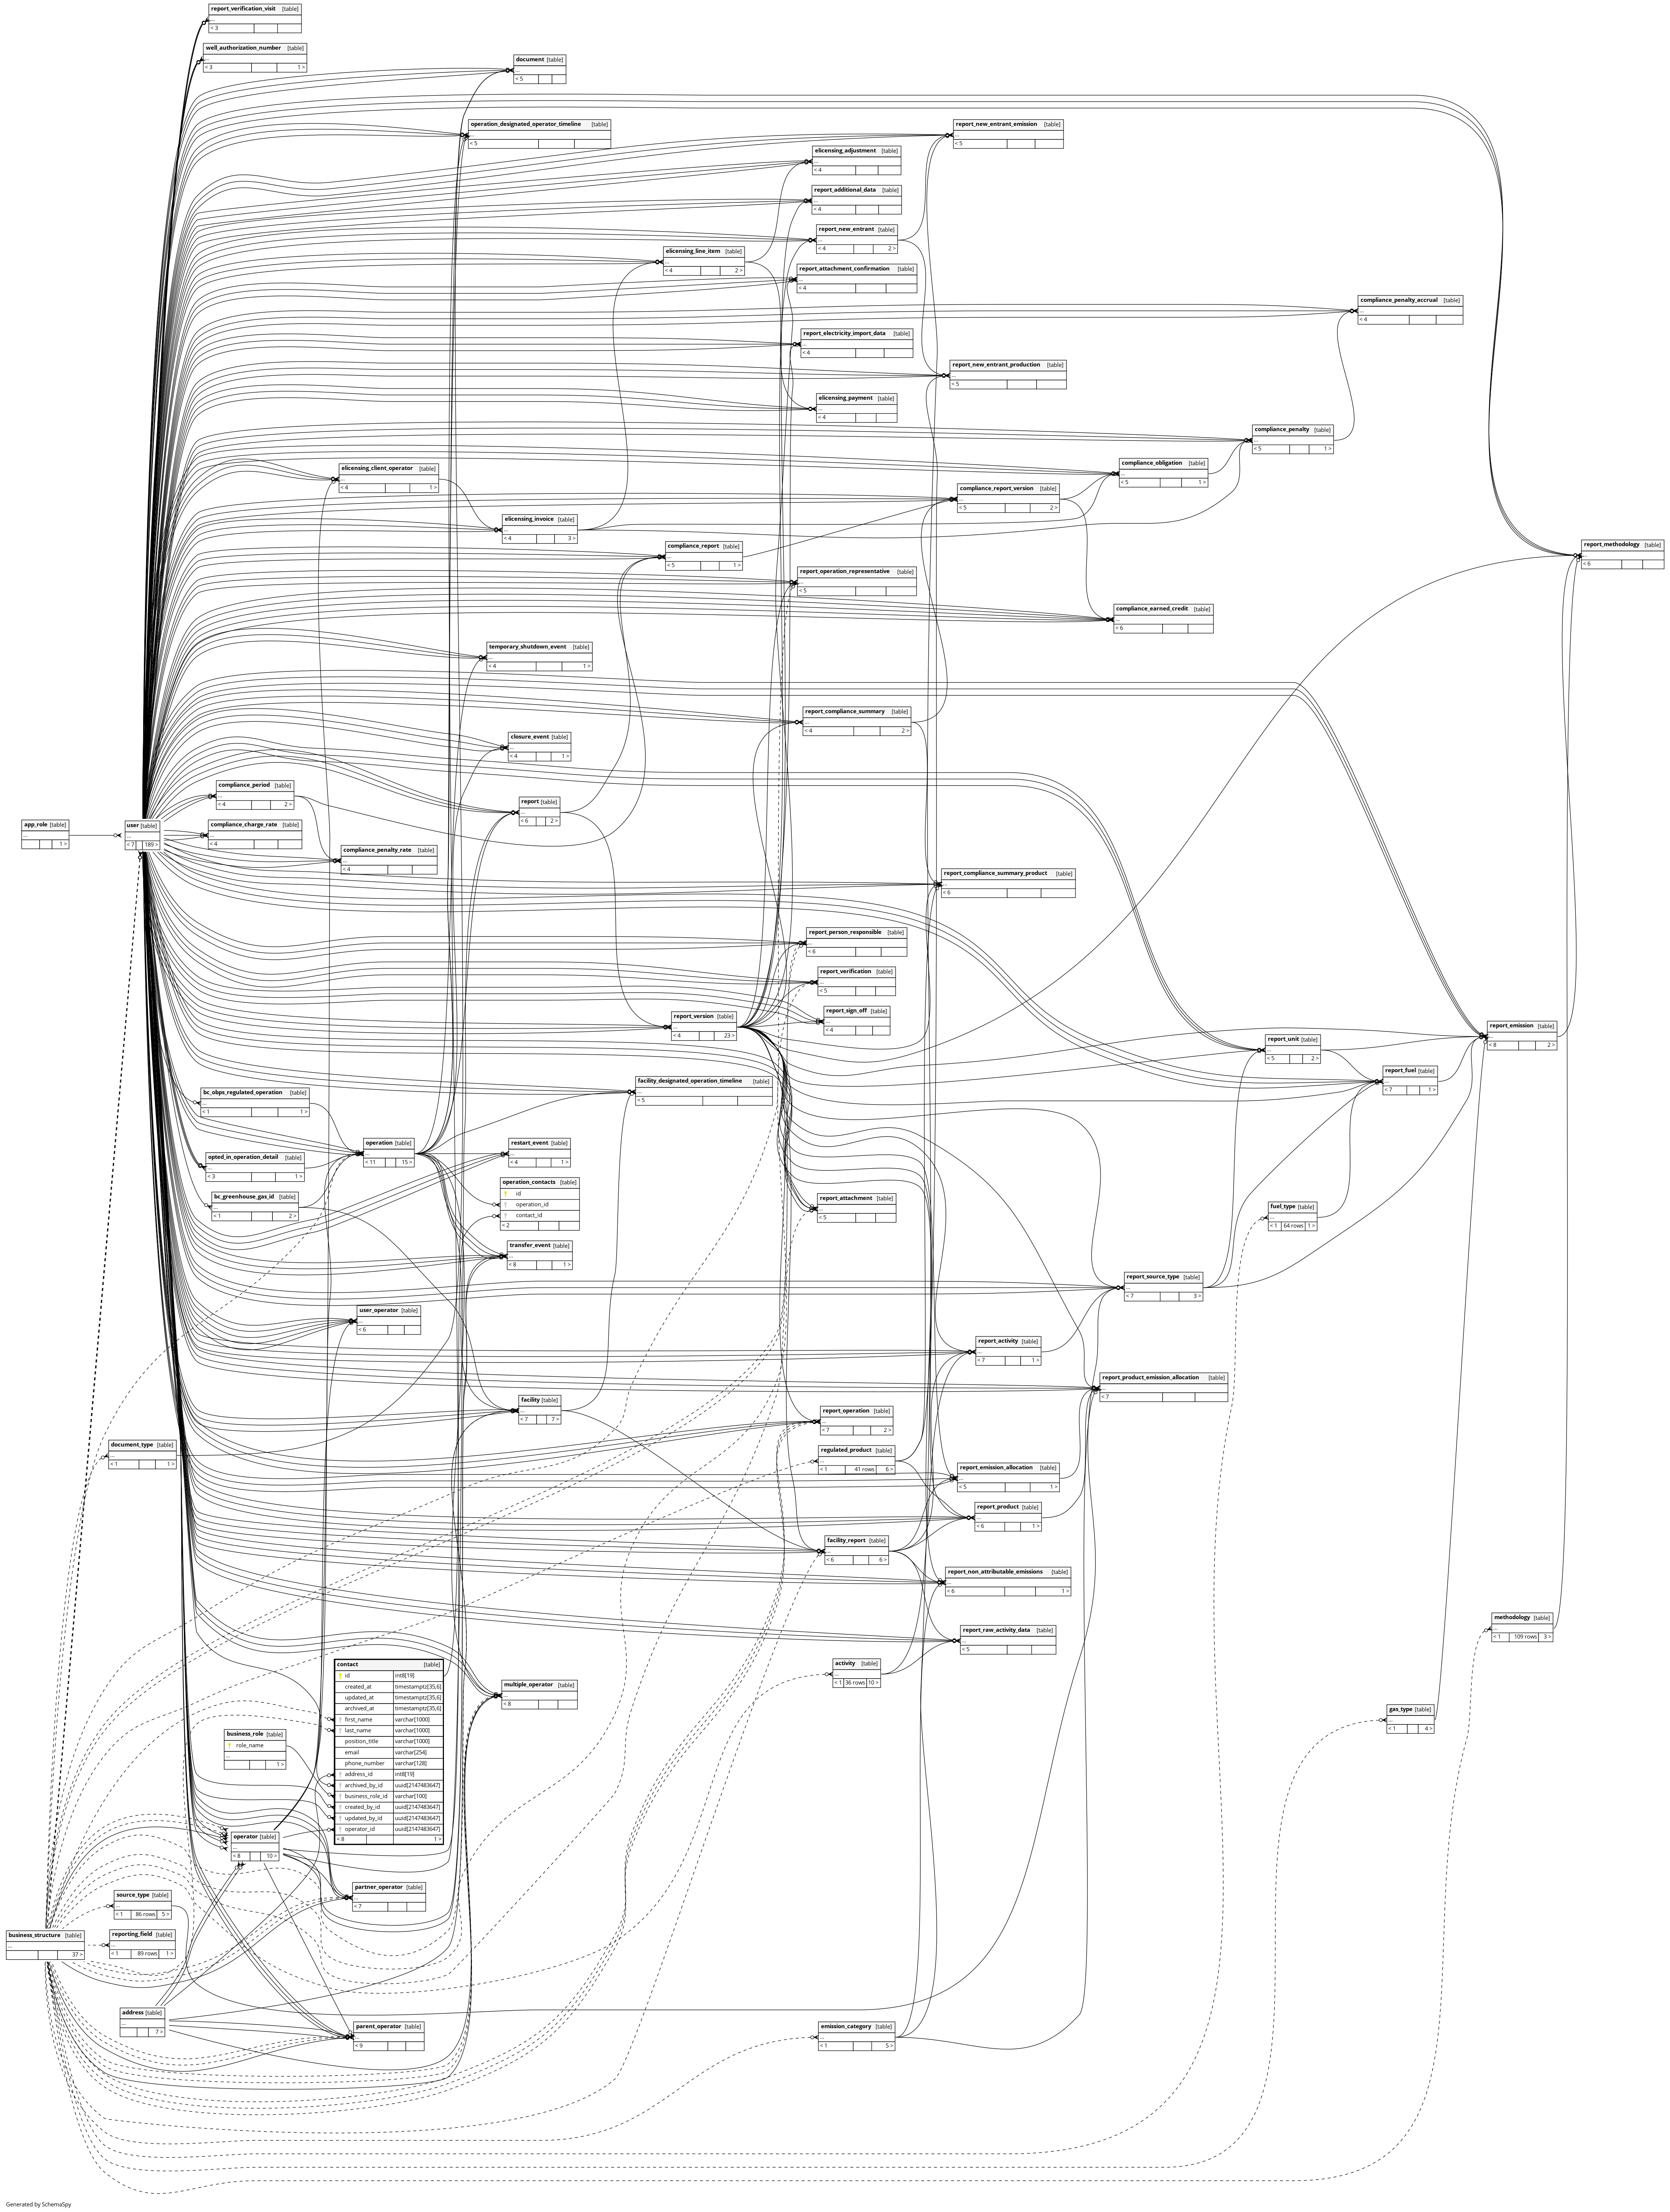 report_verification_visit [table]
...
< 3
well_authorization_number [table]
...
< 3 1 >
document [table]
...
< 5
operation_designated_operator_timeline [table]
...
< 5
report_new_entrant_emission [table]
...
< 5
elicensing_adjustment [table]
...
< 4
report_additional_data [table]
...
< 4
report_new_entrant [table]
...
< 4 2 >
elicensing_line_item [table]
...
< 4 2 >
report_attachment_confirmation [table]
...
< 4
compliance_penalty_accrual [table]
...
< 4
report_electricity_import_data [table]
...
< 4
report_new_entrant_production [table]
...
< 5
elicensing_payment [table]
...
< 4
compliance_penalty [table]
...
< 5 1 >
compliance_obligation [table]
...
< 5 1 >
elicensing_client_operator [table]
...
< 4 1 >
compliance_report_version [table]
...
< 5 2 >
elicensing_invoice [table]
...
< 4 3 >
compliance_report [table]
...
< 5 1 >
report_methodology [table]
...
< 6
report_operation_representative [table]
...
< 5
compliance_earned_credit [table]
...
< 6
temporary_shutdown_event [table]
...
< 4 1 >
report_compliance_summary [table]
...
< 4 2 >
closure_event [table]
...
< 4 1 >
compliance_period [table]
...
< 4 2 >
report [table]
...
< 6 2 >
app_role [table]
...
1 >
user [table]
...
< 7 189 >
compliance_charge_rate [table]
...
< 4
compliance_penalty_rate [table]
...
< 4
report_compliance_summary_product [table]
...
< 6
report_person_responsible [table]
...
< 6
report_verification [table]
...
< 5
report_sign_off [table]
...
< 4
report_version [table]
...
< 4 23 >
report_emission [table]
...
< 8 2 >
report_unit [table]
...
< 5 2 >
report_fuel [table]
...
< 7 1 >
facility_designated_operation_timeline [table]
...
< 5
bc_obps_regulated_operation [table]
...
< 1 1 >
operation [table]
...
< 11 15 >
restart_event [table]
...
< 4 1 >
opted_in_operation_detail [table]
...
< 3 1 >
operation_contacts [table]
id
operation_id
contact_id
< 2
bc_greenhouse_gas_id [table]
...
< 1 2 >
report_attachment [table]
...
< 5
fuel_type [table]
...
< 1 64 rows 1 >
transfer_event [table]
...
< 8 1 >
report_source_type [table]
...
< 7 3 >
user_operator [table]
...
< 6
report_activity [table]
...
< 7 1 >
report_product_emission_allocation [table]
...
< 7
facility [table]
...
< 7 7 >
report_operation [table]
...
< 7 2 >
document_type [table]
...
< 1 1 >
regulated_product [table]
...
< 1 41 rows 6 >
report_emission_allocation [table]
...
< 5 1 >
report_product [table]
...
< 6 1 >
facility_report [table]
...
< 6 6 >
report_non_attributable_emissions [table]
...
< 6 1 >
methodology [table]
...
< 1 109 rows 3 >
report_raw_activity_data [table]
...
< 5
activity [table]
...
< 1 36 rows 10 >
contact [table]
id int8[19]
created_at timestamptz[35,6]
updated_at timestamptz[35,6]
archived_at timestamptz[35,6]
first_name varchar[1000]
last_name varchar[1000]
position_title varchar[1000]
email varchar[254]
phone_number varchar[128]
address_id int8[19]
archived_by_id uuid[2147483647]
business_role_id varchar[100]
created_by_id uuid[2147483647]
updated_by_id uuid[2147483647]
operator_id uuid[2147483647]
< 8 1 >
multiple_operator [table]
...
< 8
gas_type [table]
...
< 1 4 >
business_role [table]
role_name
...
1 >
operator [table]
...
< 8 10 >
partner_operator [table]
...
< 7
source_type [table]
...
< 1 86 rows 5 >
business_structure [table]
...
37 >
reporting_field [table]
...
< 1 89 rows 1 >
address [table]
...
7 >
parent_operator [table]
...
< 9
emission_category [table]
...
< 1 5 >
Generated by SchemaSpy